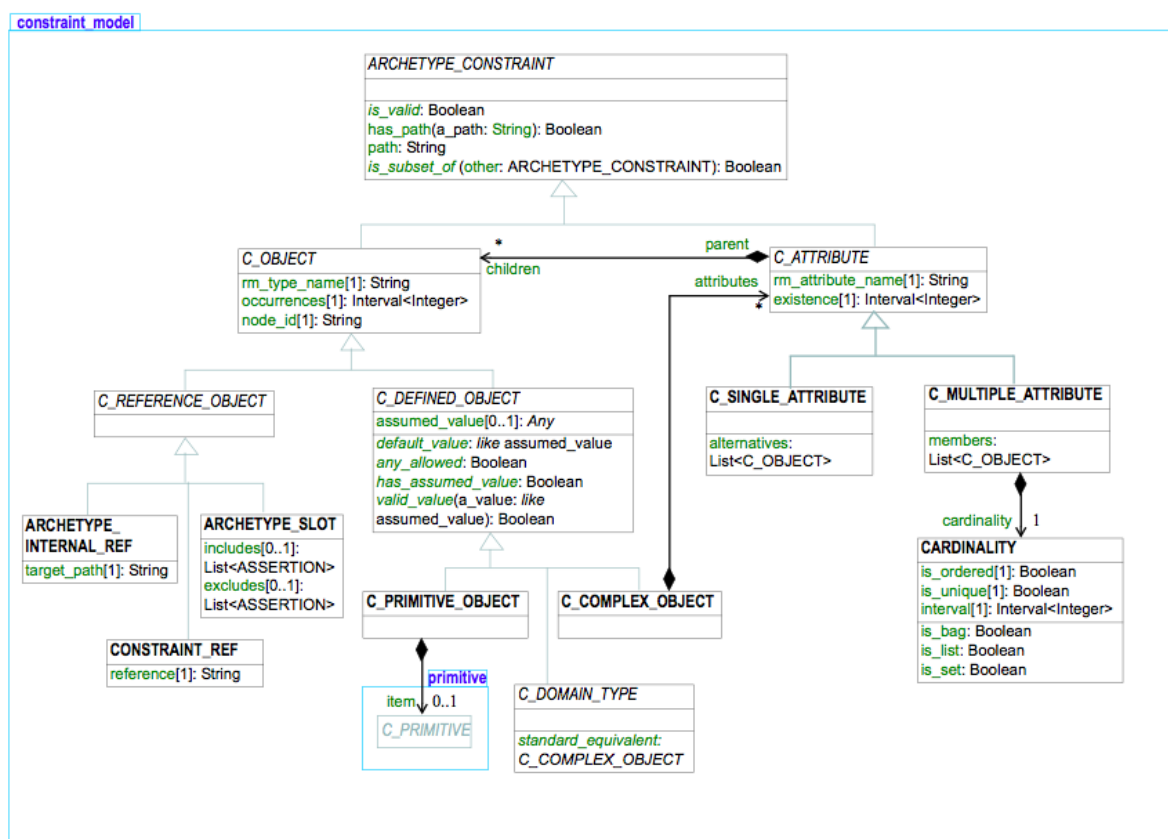 constraint_model
ARCHETYPE_CONSTRAINT
is_valid: Boolean
has_path(a_path: String): Boolean
path: String
is_subset_of (other: ARCHETYPE_CONSTRAINT): Boolean
*
parent
C_OBJECT
children
C_ATTRIBUTE
rm_type_name[1]: String
occurrences[1]: Interval<Integer>
node_id[1]: String
attributes
*
rm_attribute_name[1]: String
existence[1]: Interval<Integer>
C_REFERENCE_OBJECT
C_DEFINED_OBJECT
assumed_value[0..1]: Any
default_value: like assumed_value
any_allowed: Boolean
has_assumed_value: Boolean
valid_value(a_value: like
assumed_value): Boolean
C_SINGLE_ATTRIBUTE
alternatives:
List<C_OBJECT>
C_MULTIPLE_ATTRIBUTE
members:
List<C_OBJECT>
ARCHETYPE_
INTERNAL_REF
target_path[1]: String
ARCHETYPE_SLOT
includes[0..1]:
List<ASSERTION>
excludes[0..1]:
List<ASSERTION>
cardinality 1
CARDINALITY
is_ordered[1]: Boolean
is_unique[1]: Boolean
interval[1]: Interval<Integer>
is_bag: Boolean
is_list: Boolean
is_set: Boolean
C_PRIMITIVE_OBJECT
C_COMPLEX_OBJECT
CONSTRAINT_REF
reference[1]: String
primitive
item 0..1
C_PRIMITIVE
C_DOMAIN_TYPE
standard_equivalent:
C_COMPLEX_OBJECT